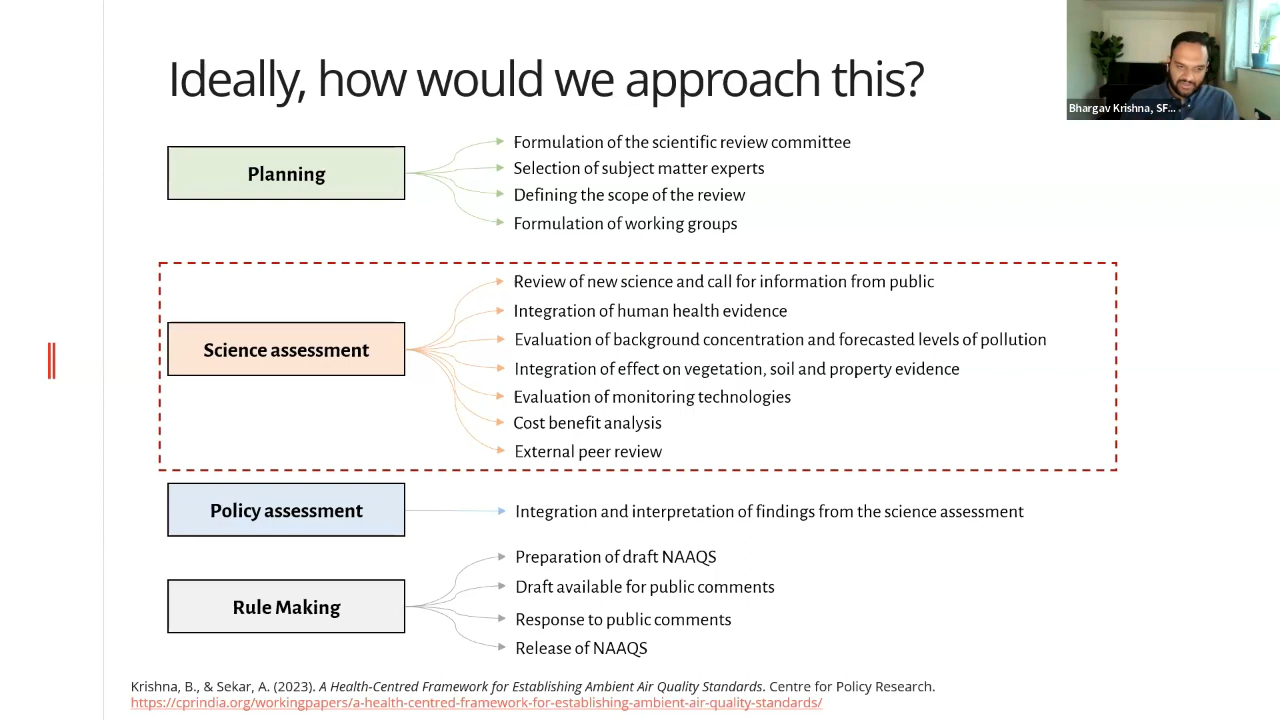 Ideally, how would we approach this?
Bhargav Krishna, SF...
Planning
Formulation of the scientific review committee
Selection of subject matter experts
Defining the scope of the review
Formulation of working groups
Science assessment
Review of new science and call for information from public
Integration of human health evidence
Evaluation of background concentration and forecasted levels of pollution
Integration of effect on vegetation, soil and property evidence
Evaluation of monitoring technologies
Cost benefit analysis
External peer review
Policy assessment
Integration and interpretation of findings from the science assessment
Rule Making
Preparation of draft NAAQS
Draft available for public comments
Response to public comments
Release of NAAQS
Krishna, B., & Sekar, A. (2023). A Health-Centred Framework for Establishing Ambient Air Quality Standards. Centre for Policy Research.
https://cprindia.org/workingpapers/a-health-centred-framework-for-establishing-ambient-air-quality-standards/